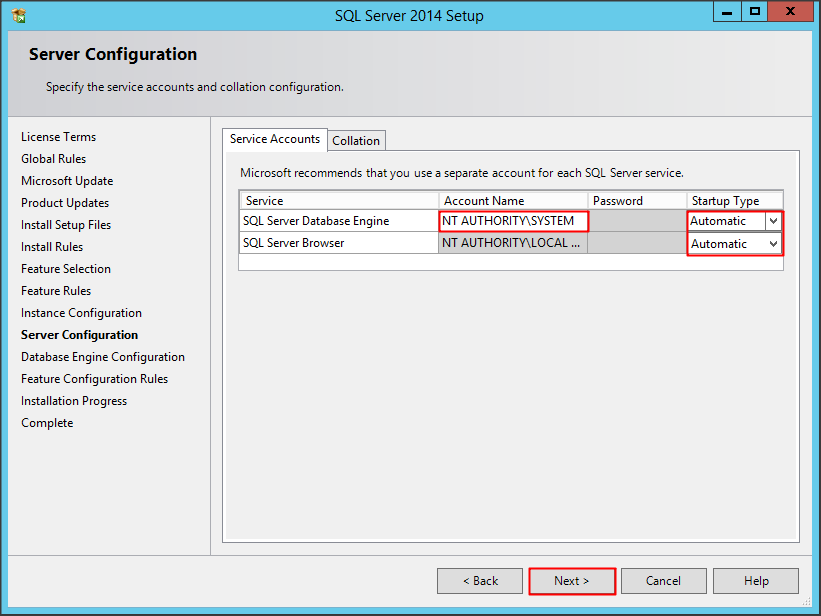 SQL Server 2014 Setup
Server Configuration
Specify the service accounts and collation configuration.
License Terms
Global Rules
Microsoft Update
Product Updates
Install Setup Files
Install Rules
Feature Selection
Feature Rules
Instance Configuration
Server Configuration
Database Engine Configuration
Feature Configuration Rules
Installation Progress
Complete
Service Accounts Collation
Microsoft recommends that you use a separate account for each SQL Server service.
Service Account Name Password Startup Type
SQL Server Database Engine NT AUTHORITY\SYSTEM Automatic
SQL Server Browser NT AUTHORITY\LOCAL ... Automatic
< Back Next > Cancel Help